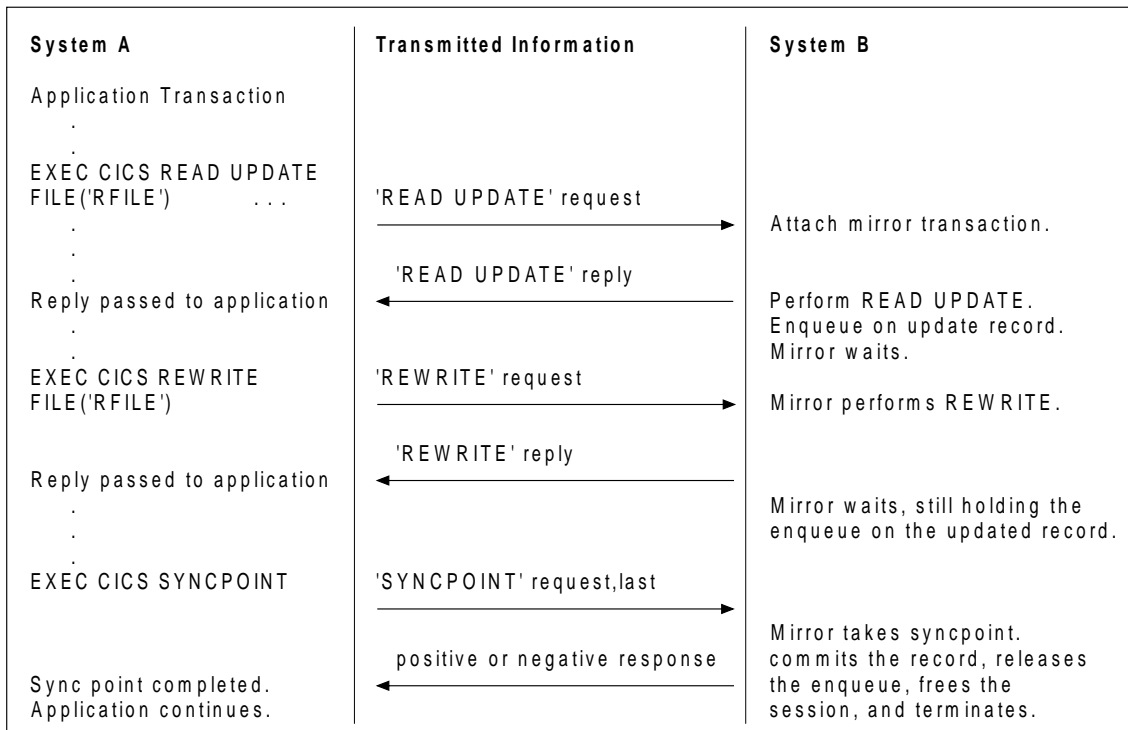 System A
Transmitted Information
System B
Application Transaction
.
.
EXEC CICS READ UPDATE
FILE('RFILE') ...
'READ UPDATE' request
.
Attach mirror transaction.
.
.
'READ UPDATE' reply
Reply passed to application
Perform READ UPDATE.
.
Enqueue on update record.
.
Mirror waits.
EXEC CICS REWRITE
'REWRITE' request
FILE('RFILE')
Mirror performs REWRITE.
'REWRITE' reply
Reply passed to application
.
Mirror waits, still holding the
.
enqueue on the updated record.
.
EXEC CICS SYNCPOINT
'SYNCPOINT' request,last
Mirror takes syncpoint.
positive or negative response
commits the record, releases
Sync point completed.
the enqueue, frees the
Application continues.
session, and terminates.